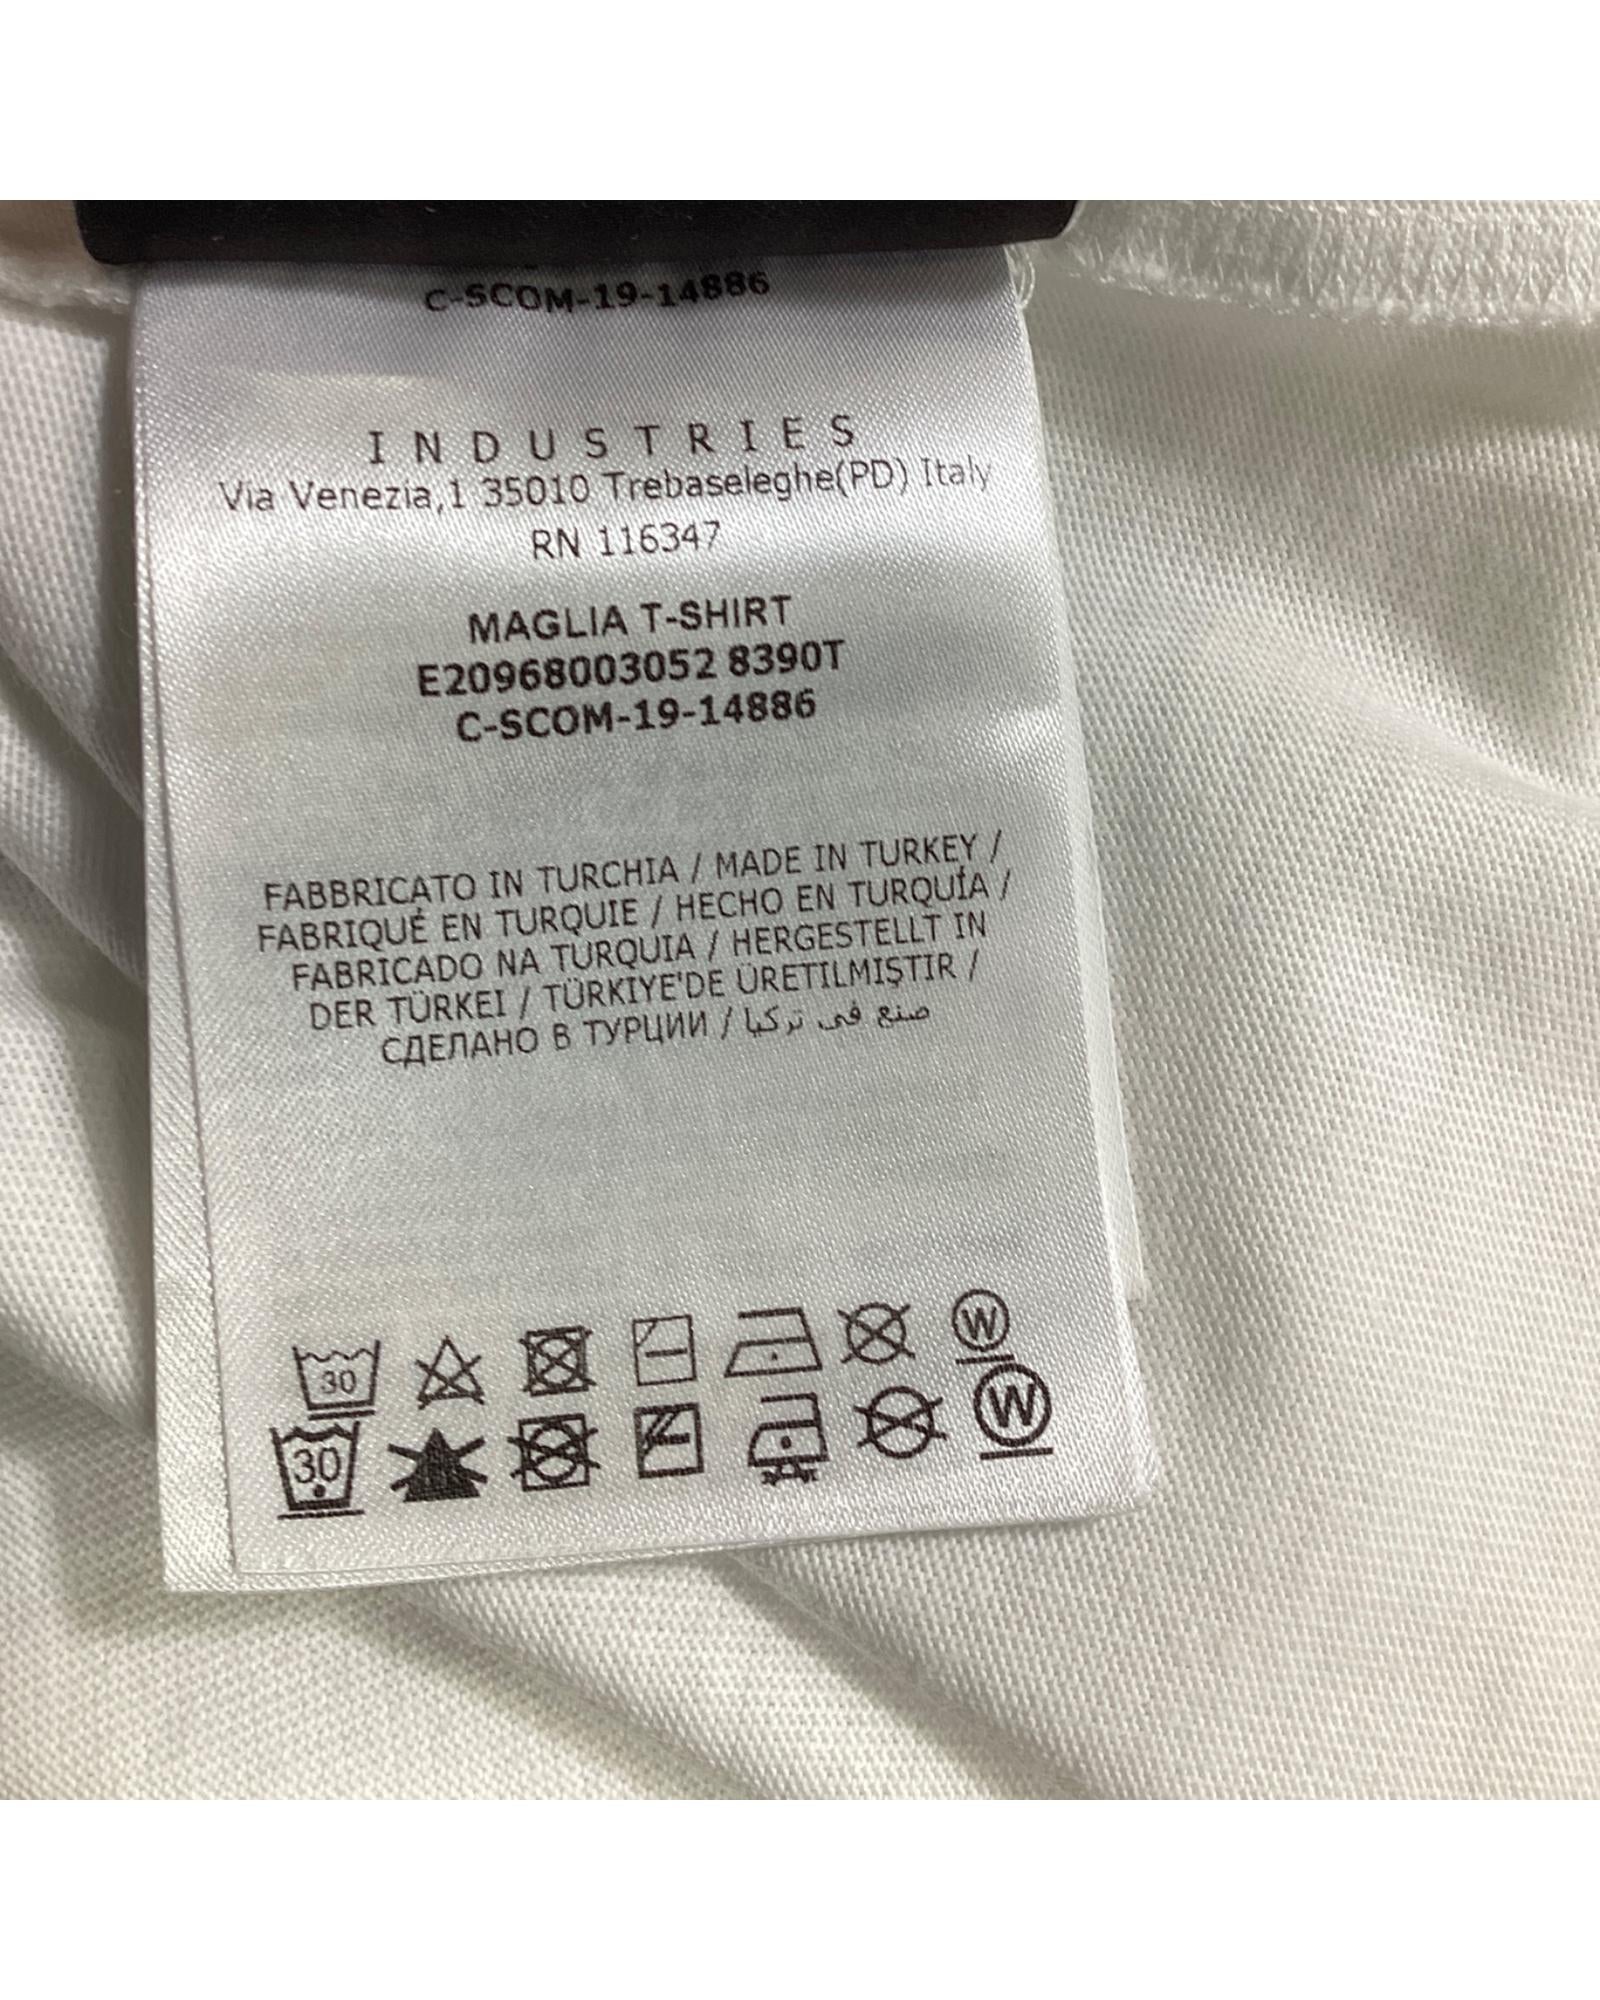 C-SCOM-19-14886
INDUSTRIES
Via Venezia,1 35010 Trebaseleghe(PD) Italy
RN 116347
MAGLIA T-SHIRT
E20968003052 8390T
C-SCOM-19-14886
FABBRICATO IN TURCHIA / MADE IN TURKEY /
FABRIQUÉ EN TURQUIE / HECHO EN TURQUÍA /
FABRICADO NA TURQUIA / HERGESTELLT IN
DER TÜRKEI / TÜRKIYE'DE ÜRETILMIŞTIR /
СДЕЛАНО В ТУРЦИИ / صنع في تركيا
30 W
30 W